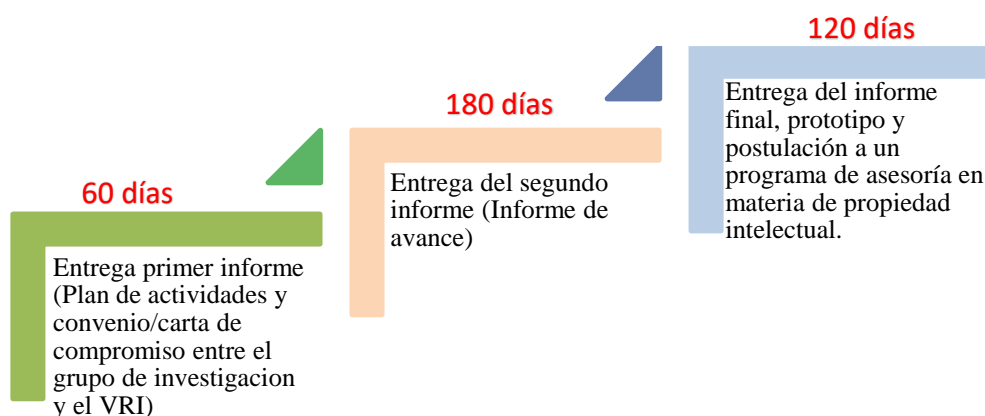 60 días
Entrega primer informe
(Plan de actividades y
convenio/carta de
compromiso entre el
grupo de investigacion
y el VRI)
180 días
Entrega del segundo
informe (Informe de
avance)
120 días
Entrega del informe
final, prototipo y
postulación a un
programa de asesoría en
materia de propiedad
intelectual.